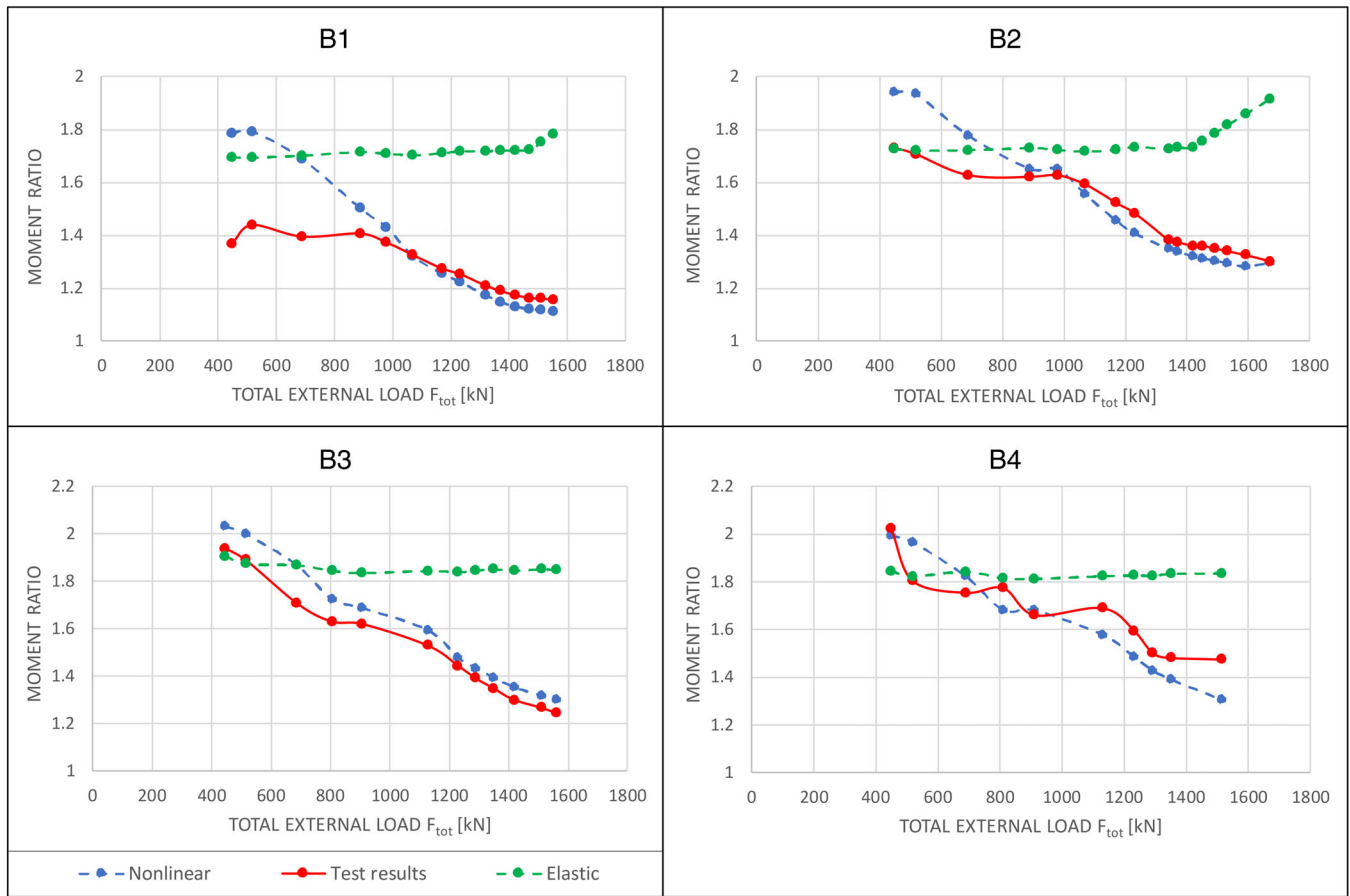 B1
2
1.8
1.6
1.4
1.2
1
0 200 400 600 800 1000 1200 1400 1600 1800
MOMENT RATIO
TOTAL EXTERNAL LOAD Ftot [kN]
B2
2
1.8
1.6
1.4
1.2
1
0 200 400 600 800 1000 1200 1400 1600 1800
MOMENT RATIO
TOTAL EXTERNAL LOAD Ftot [kN]
B3
2.2
2
1.8
1.6
1.4
1.2
1
0 200 400 600 800 1000 1200 1400 1600 1800
MOMENT RATIO
TOTAL EXTERNAL LOAD Ftot [kN]
B4
2.2
2
1.8
1.6
1.4
1.2
1
0 200 400 600 800 1000 1200 1400 1600 1800
MOMENT RATIO
TOTAL EXTERNAL LOAD Ftot [kN]
Nonlinear Test results Elastic